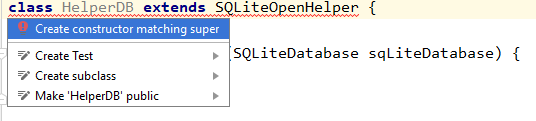 class HelperDB extends SQLiteOpenHelper {
Create constructor matching super
Create Test
(SQLiteDatabase sqLiteDatabase) {
Create subclass
Make 'HelperDB' public